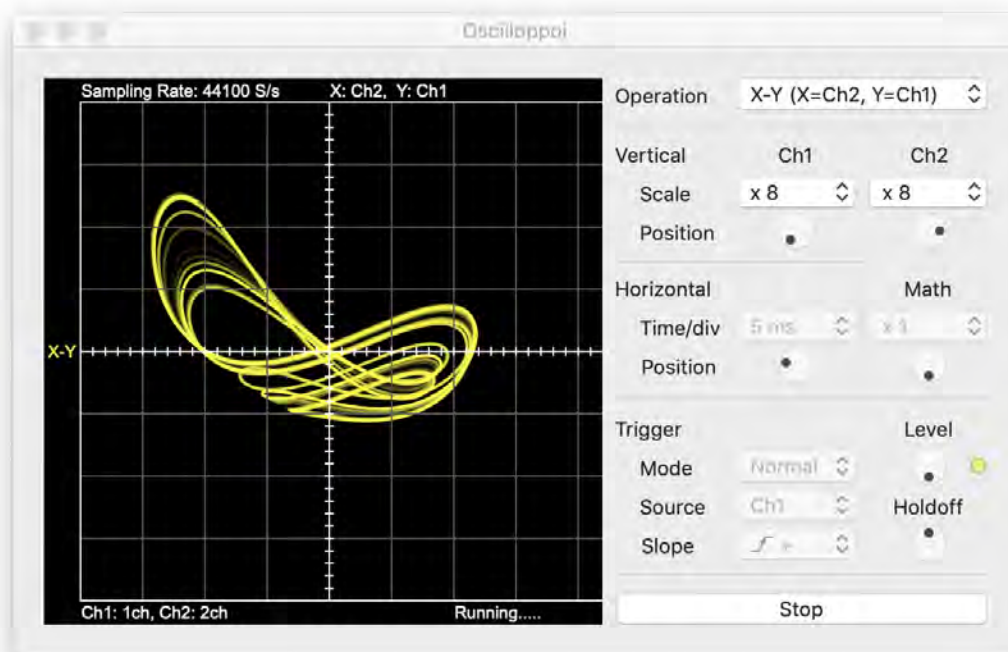 Oscilloppoi
Sampling Rate: 44100 S/s X: Ch2, Y: Ch1
X-Y
Ch1: 1ch, Ch2: 2ch Running.....
Operation X-Y (X=Ch2, Y=Ch1)
Vertical Ch1 Ch2
Scale x 8 x 8
Position
Horizontal Math
Time/div 5 ms x 1
Position
Trigger Level
Mode Normal
Source Ch1 Holdoff
Slope +
Stop